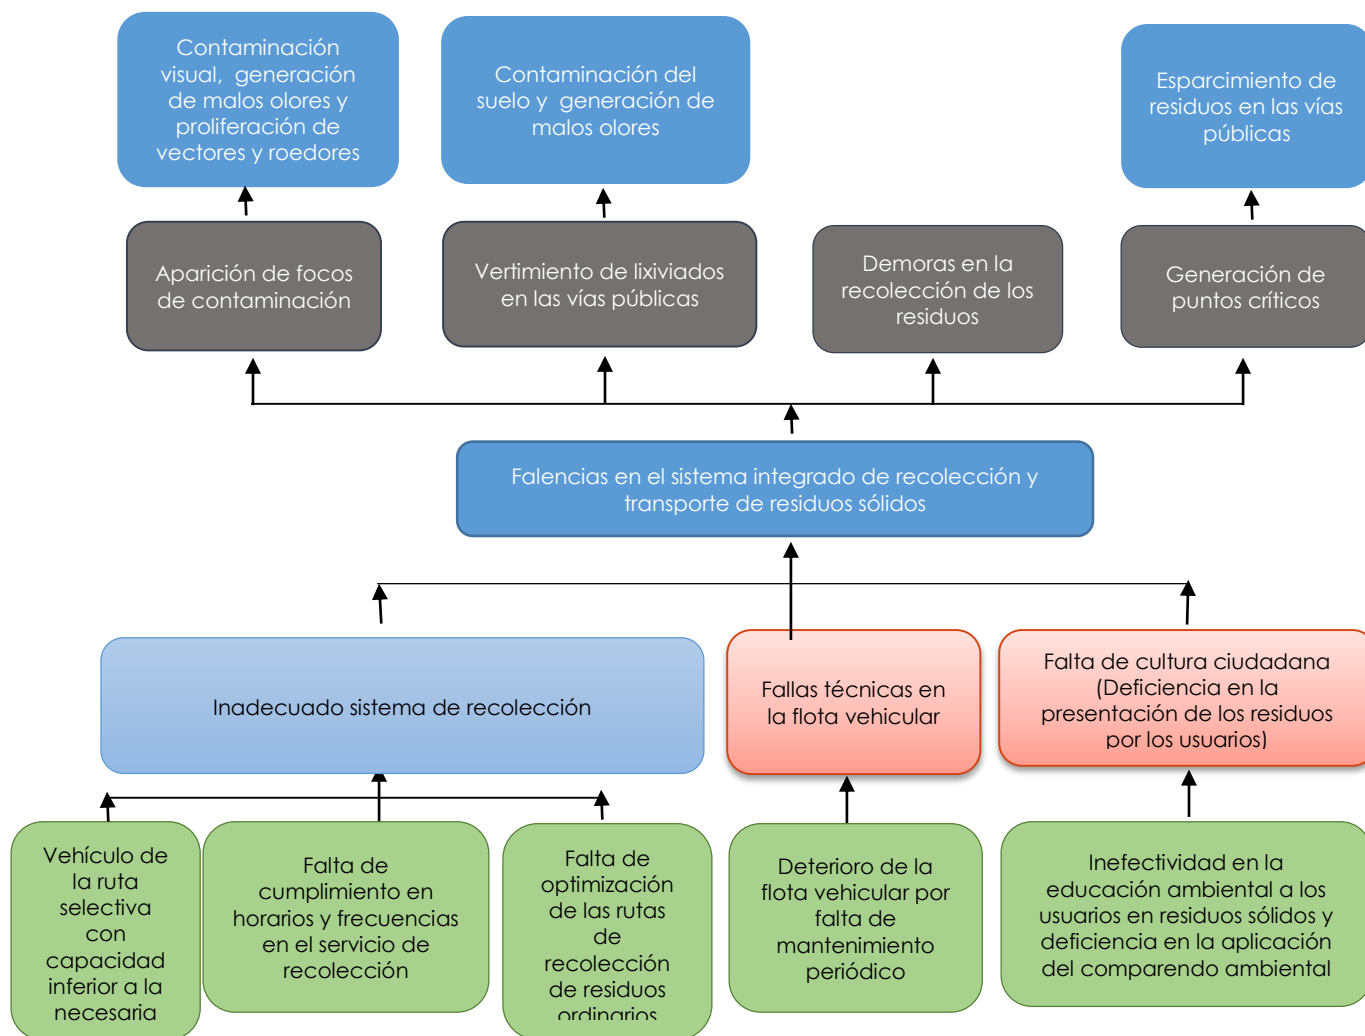 Contaminación
visual, generación
de malos olores y
proliferación de
vectores y roedores
Contaminación del
suelo y generación de
malos olores
Esparcimiento de
residuos en las vías
públicas
Aparición de focos
de contaminación
Vertimiento de lixiviados
en las vías públicas
Demoras en la
recolección de los
residuos
Generación de
puntos críticos
Falencias en el sistema integrado de recolección y
transporte de residuos sólidos
Inadecuado sistema de recolección
Fallas técnicas en
la flota vehicular
Falta de cultura ciudadana
(Deficiencia en la
presentación de los residuos
por los usuarios)
Vehículo de
la ruta
selectiva
con
capacidad
inferior a la
necesaria
Falta de
cumplimiento en
horarios y frecuencias
en el servicio de
recolección
Falta de
optimización
de las rutas
de
recolección
de residuos
ordinarios
Deterioro de la
flota vehicular por
falta de
mantenimiento
periódico
Inefectividad en la
educación ambiental a los
usuarios en residuos sólidos y
deficiencia en la aplicación
del comparendo ambiental